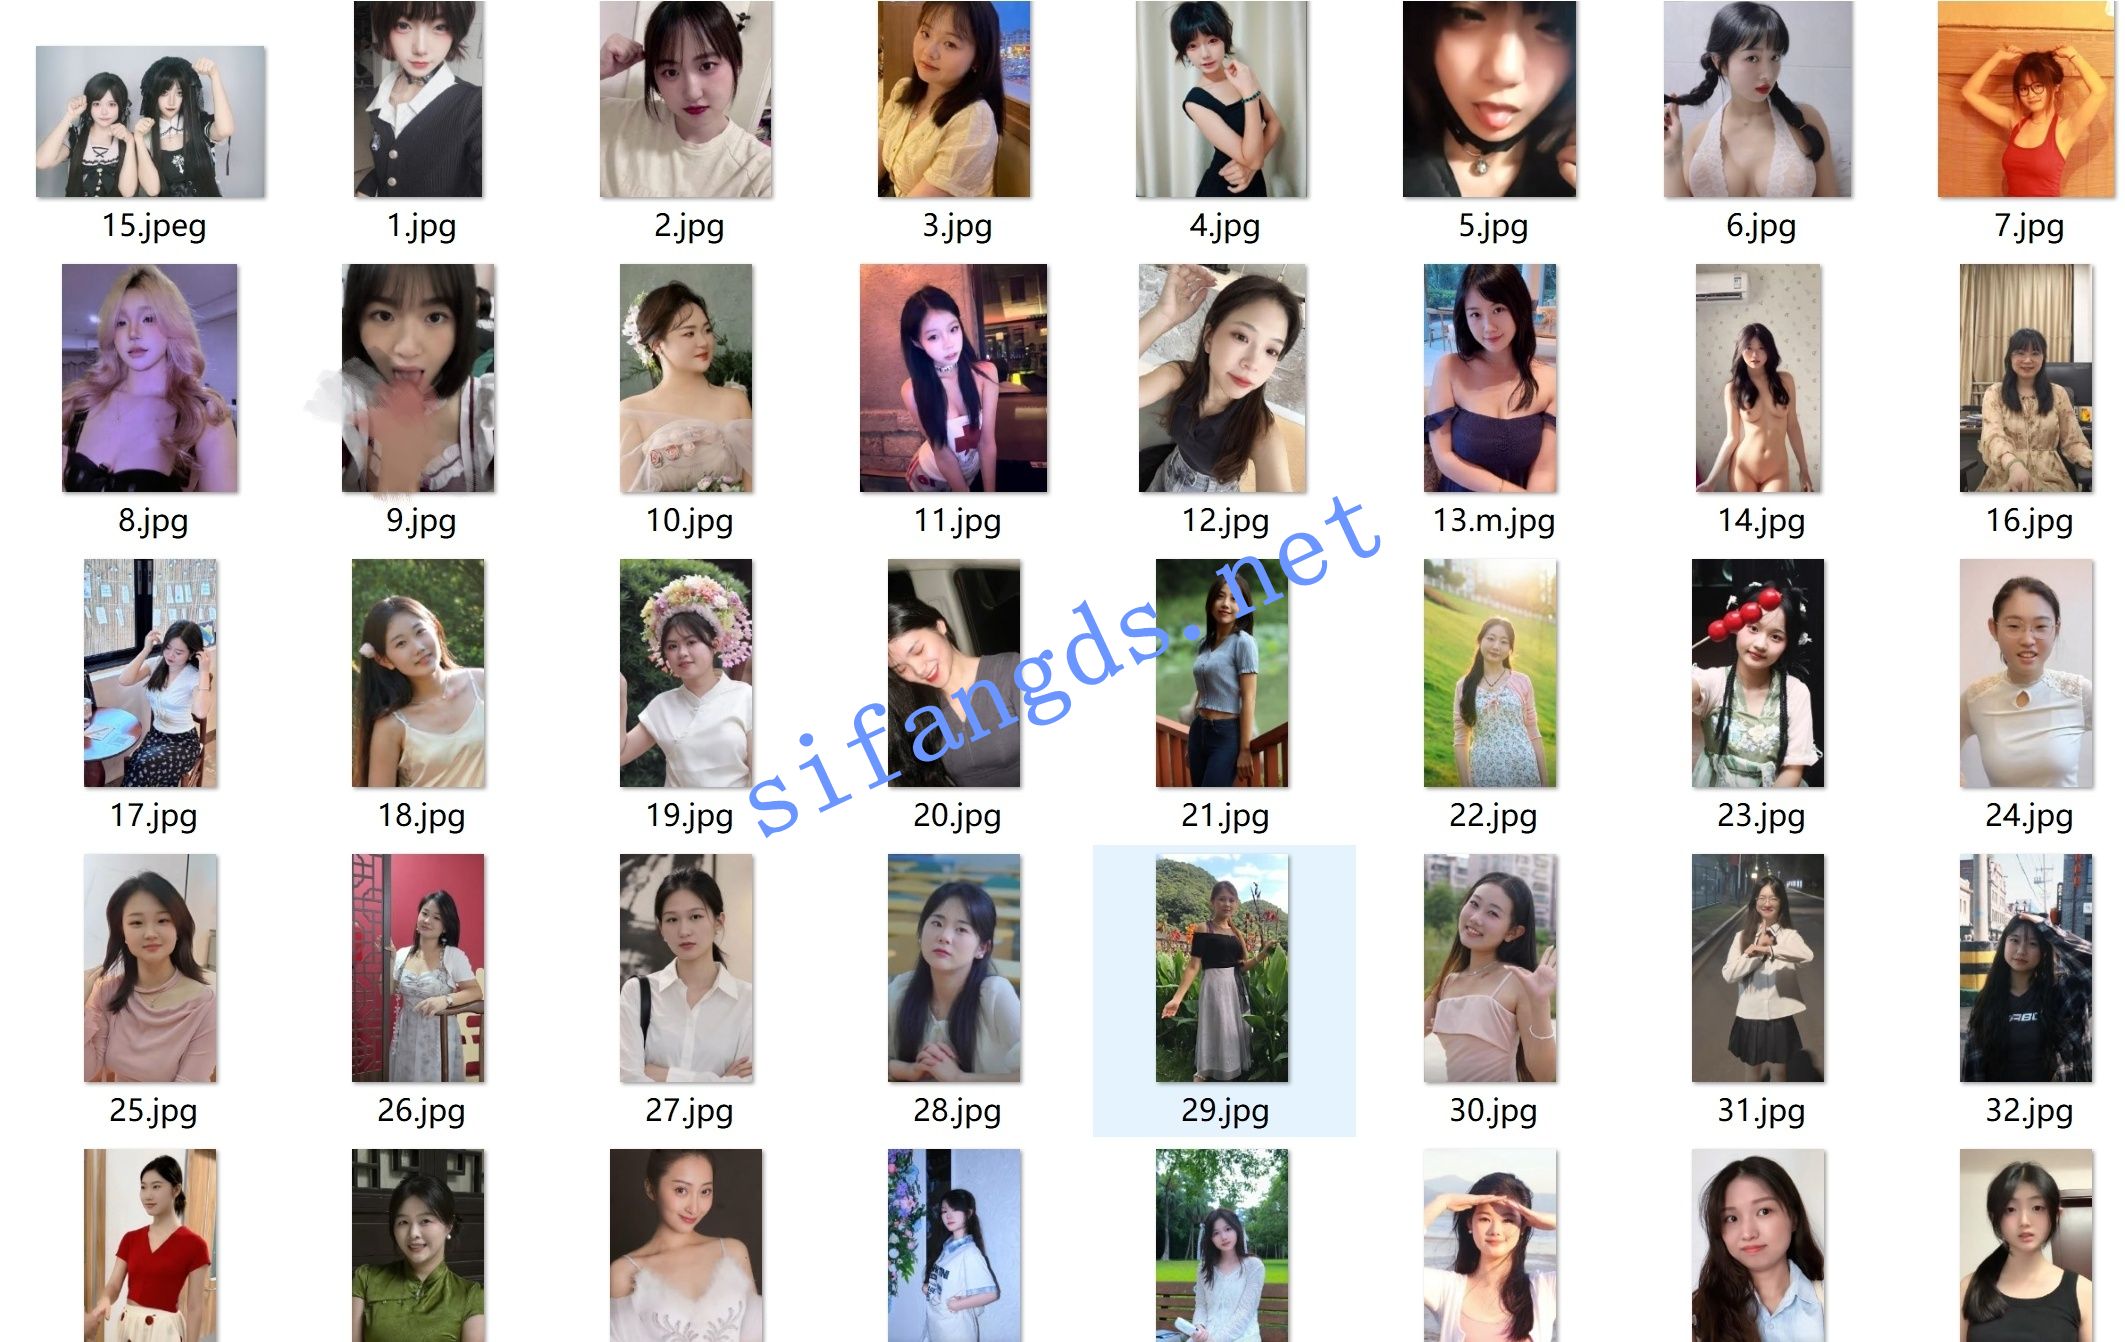 15.jpeg 1.jpg 2.jpg 3.jpg 4.jpg 5.jpg 6.jpg 7.jpg
8.jpg 9.jpg 10.jpg 11.jpg 12.jpg 13.m.jpg 14.jpg 16.jpg
sifangds.net
17.jpg 18.jpg 19.jpg 20.jpg 21.jpg 22.jpg 23.jpg 24.jpg
25.jpg 26.jpg 27.jpg 28.jpg 29.jpg 30.jpg 31.jpg 32.jpg